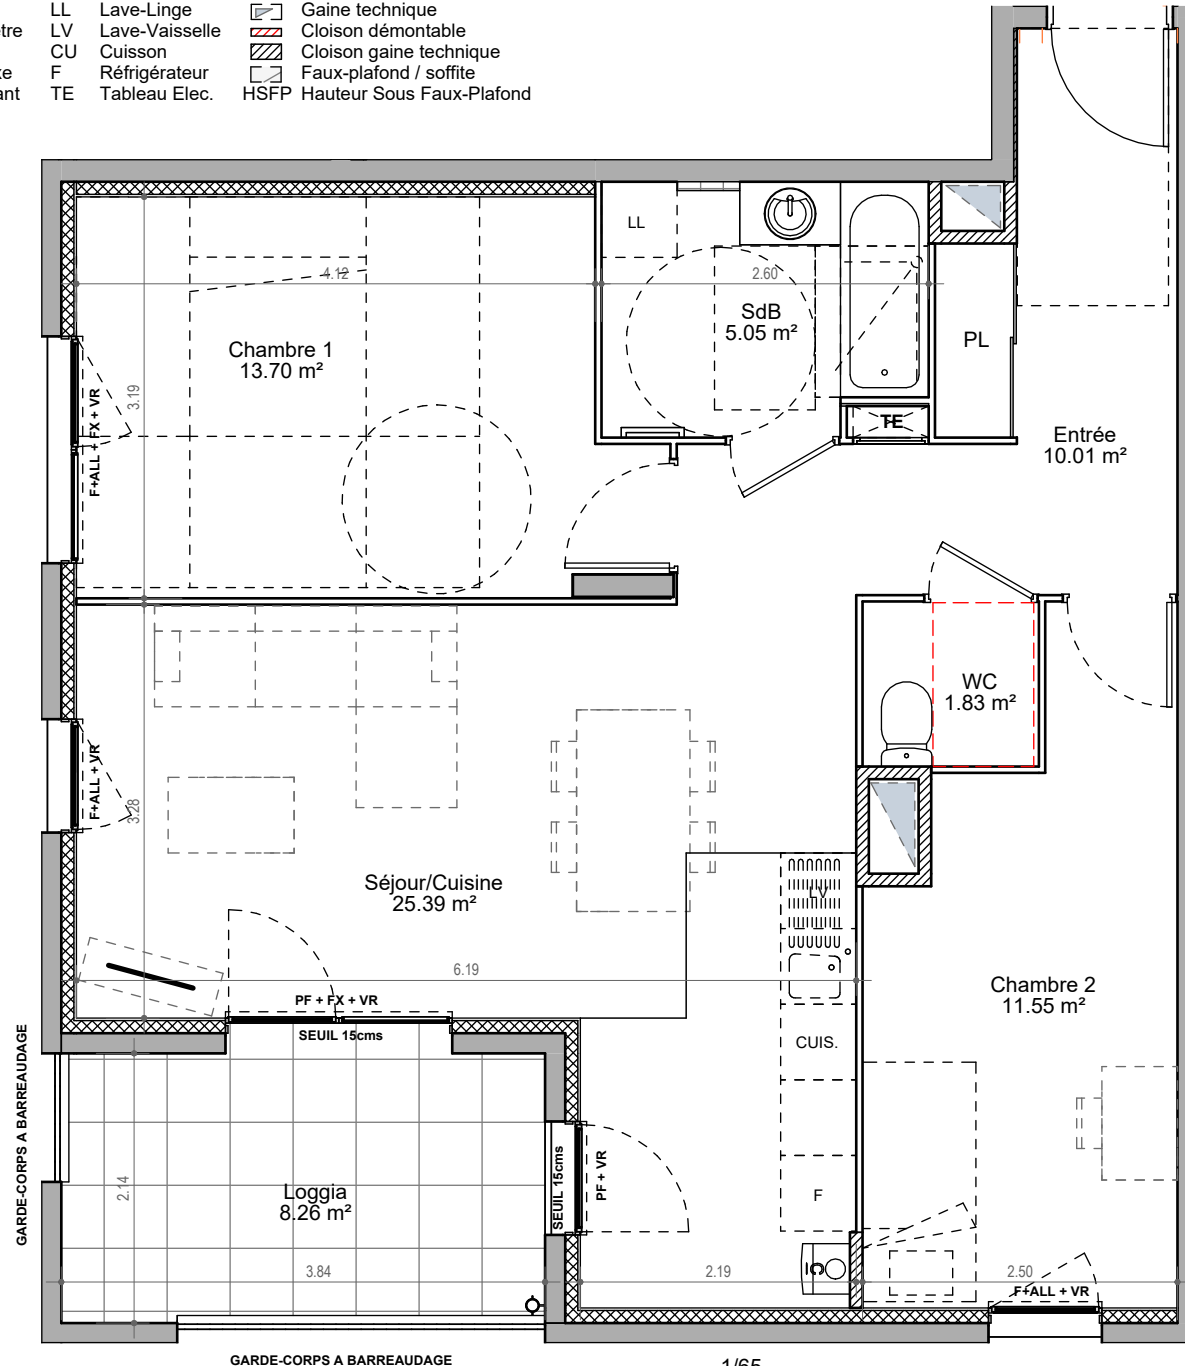 LL Lave-Linge Gaine technique
LV Lave-Vaisselle Cloison démontable
CU Cuisson Cloison gaine technique
F Réfrigérateur Faux-plafond / soffite
TE Tableau Elec. HSFP Hauteur Sous Faux-Plafond
LL
4.12
2.60
SdB
5.05 m²
Chambre 1
13.70 m²
PL
3.19
F+ALL + FX + VR
TE
Entrée
10.01 m²
WC
1.83 m²
F+ALL + VR
3.28
Séjour/Cuisine
25.39 m²
LV
6.19
Chambre 2
11.55 m²
PF + FX + VR
SEUIL 15cms
CUIS.
GARDE-CORPS A BARREAUDAGE
2.14
Loggia
8.26 m²
SEUIL 15cms
PF + VR
F
C
3.84
2.19
2.50
F+ALL + VR
GARDE-CORPS A BARREAUDAGE
1/65